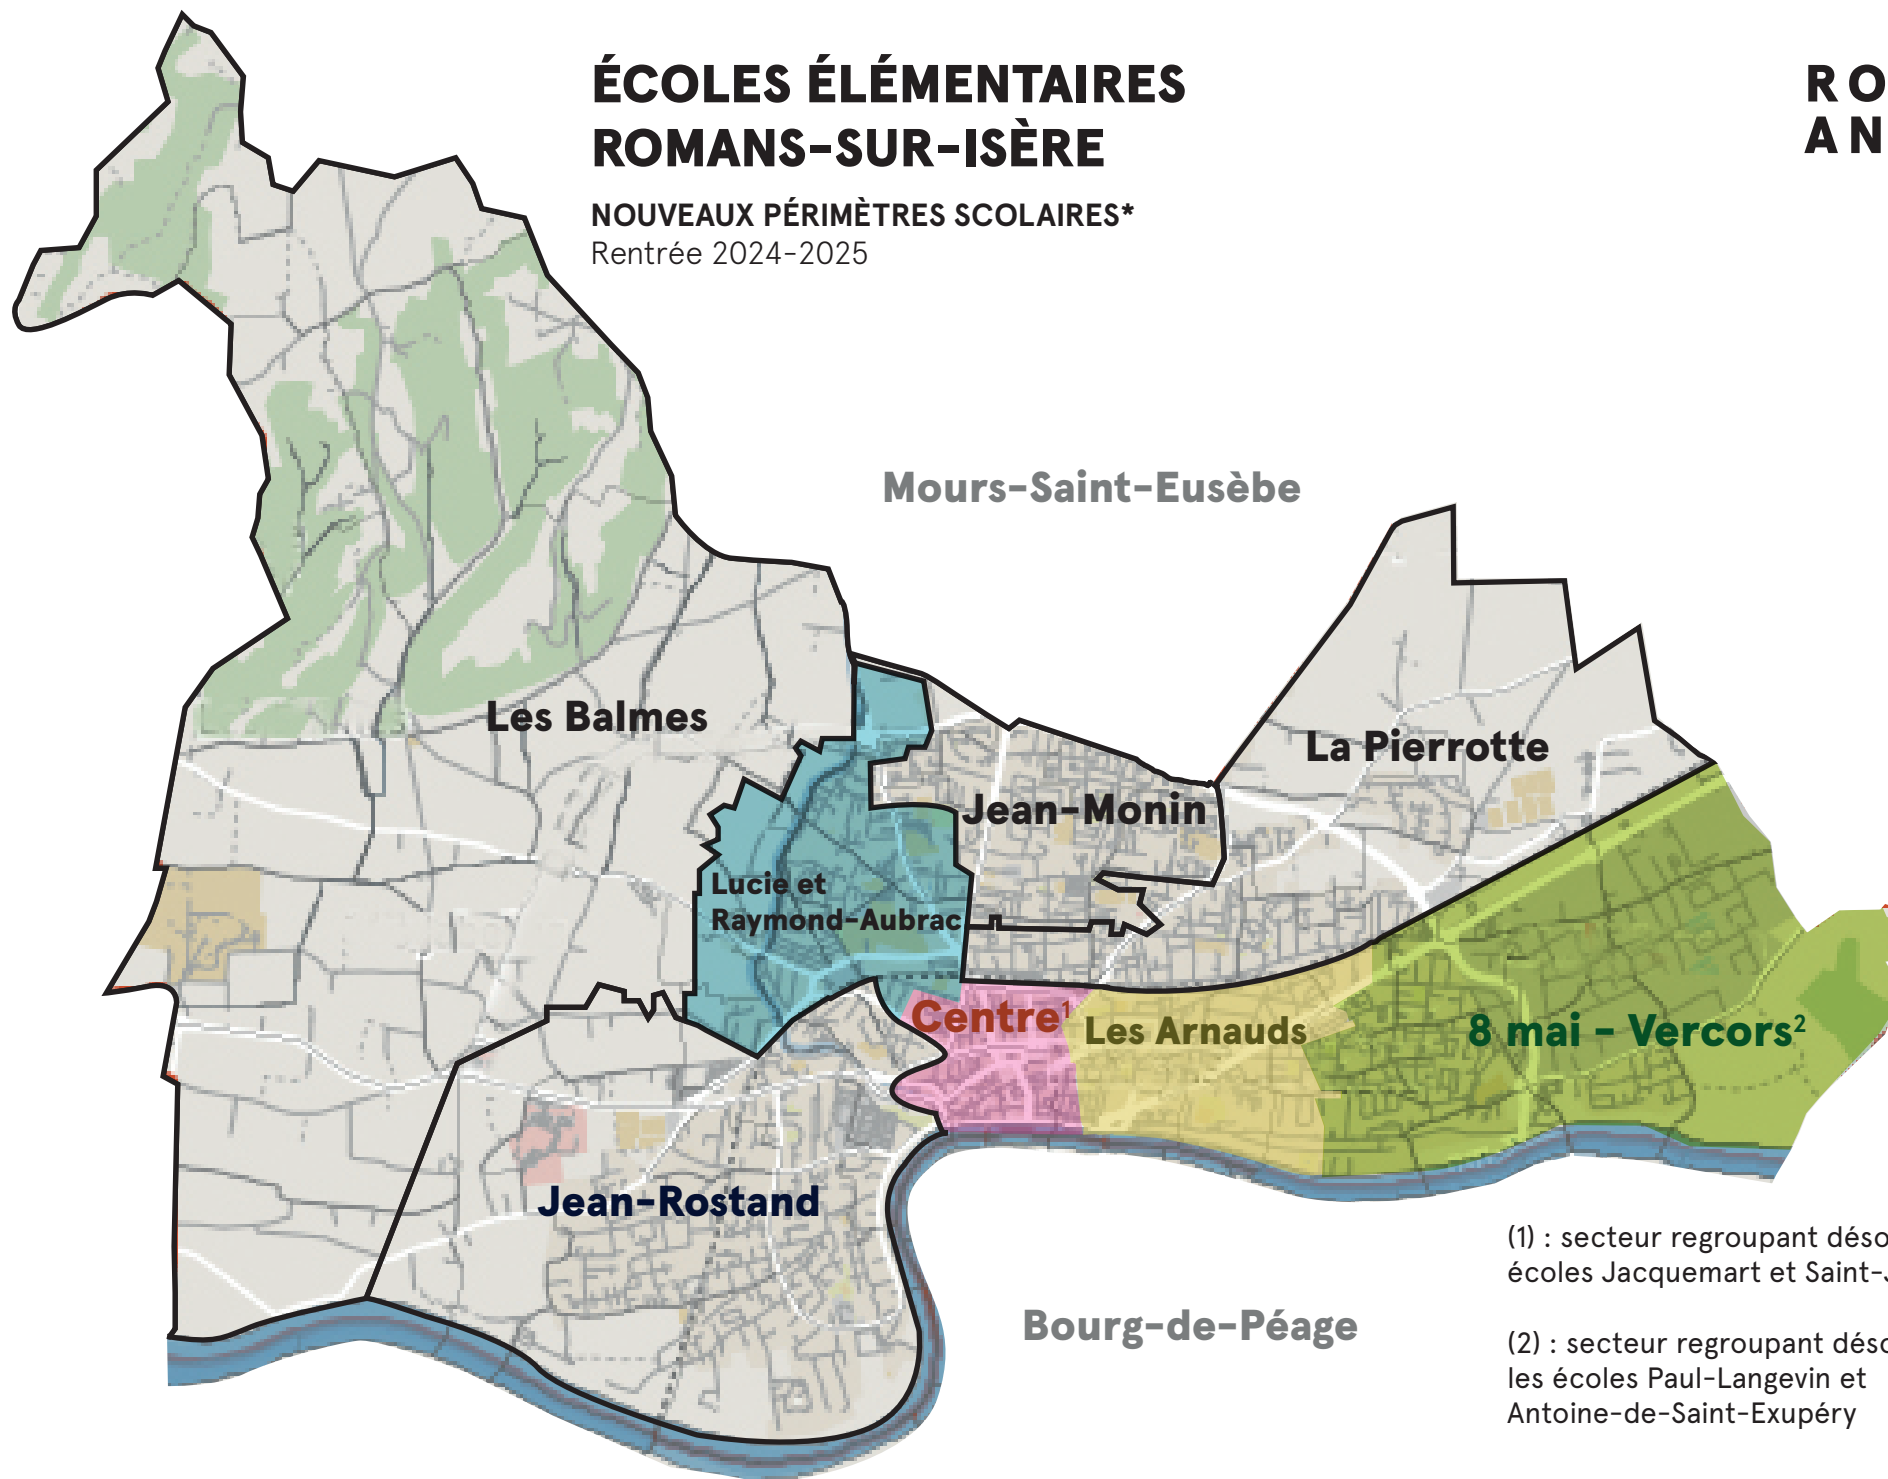 ÉCOLES ÉLÉMENTAIRES
ROMANS-SUR-ISÈRE
NOUVEAUX PÉRIMÈTRES SCOLAIRES*
Rentrée 2024-2025
RO
AN
Mours-Saint-Eusèbe
Les Balmes
La Pierrotte
Jean-Monin
Lucie et
Raymond-Aubrac
Centre¹
Les Arnauds
8 mai - Vercors²
Jean-Rostand
Bourg-de-Péage
(1) : secteur regroupant déso
écoles Jacquemart et Saint-J
(2) : secteur regroupant déso
les écoles Paul-Langevin et
Antoine-de-Saint-Exupéry